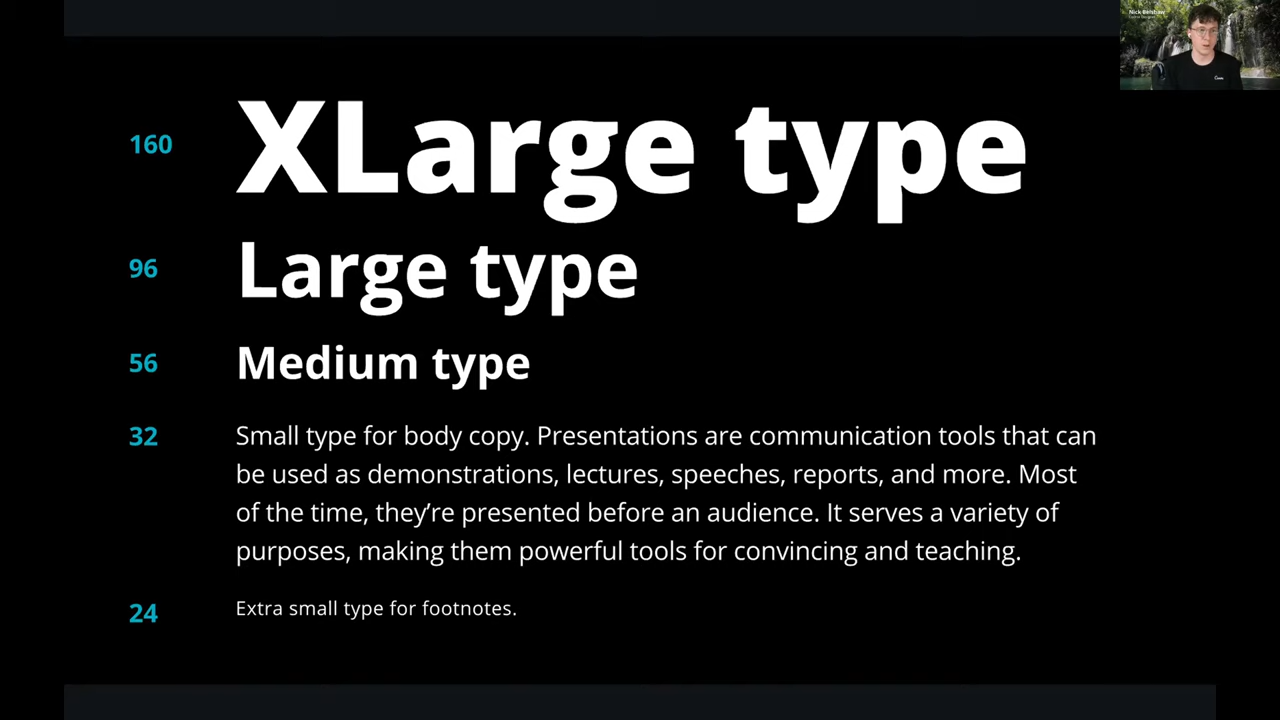 160
XLarge type
96
Large type
56
Medium type
32
Small type for body copy. Presentations are communication tools that can
be used as demonstrations, lectures, speeches, reports, and more. Most
of the time, they’re presented before an audience. It serves a variety of
purposes, making them powerful tools for convincing and teaching.
24
Extra small type for footnotes.
Nick